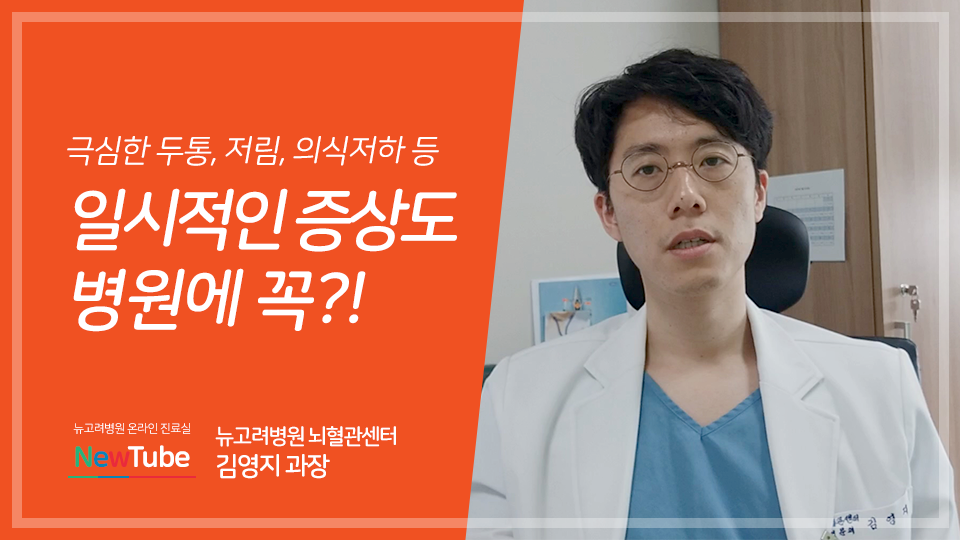 극심한 두통, 저림, 의식저하 등
일시적인 증상도
병원에 꼭?!
뉴고려병원 온라인 진료실
NewTube
뉴고려병원 뇌혈관센터
김영지 과장